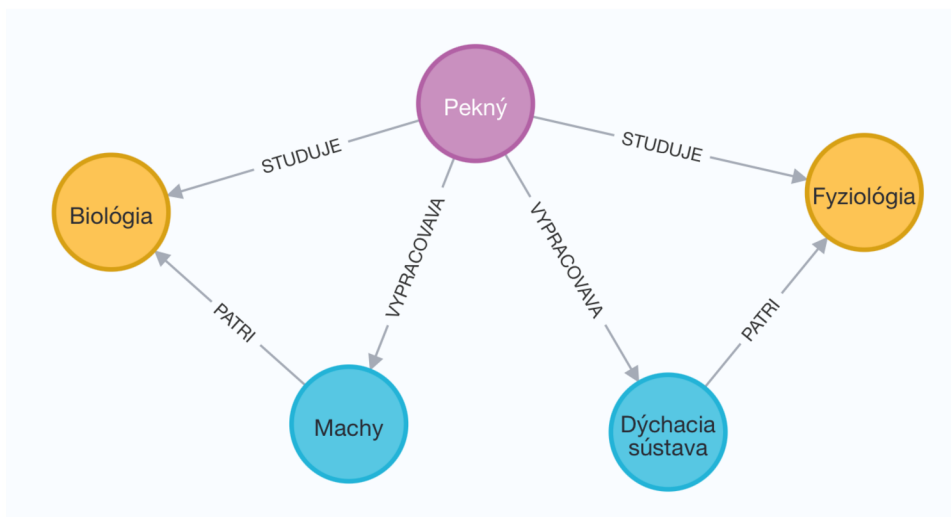 Pekný
STUDUJE
STUDUJE
Biológia
Fyziológia
VYPRACOVAVA
VYPRACOVAVA
PATRI
PATRI
Machy
Dýchacia
sústava